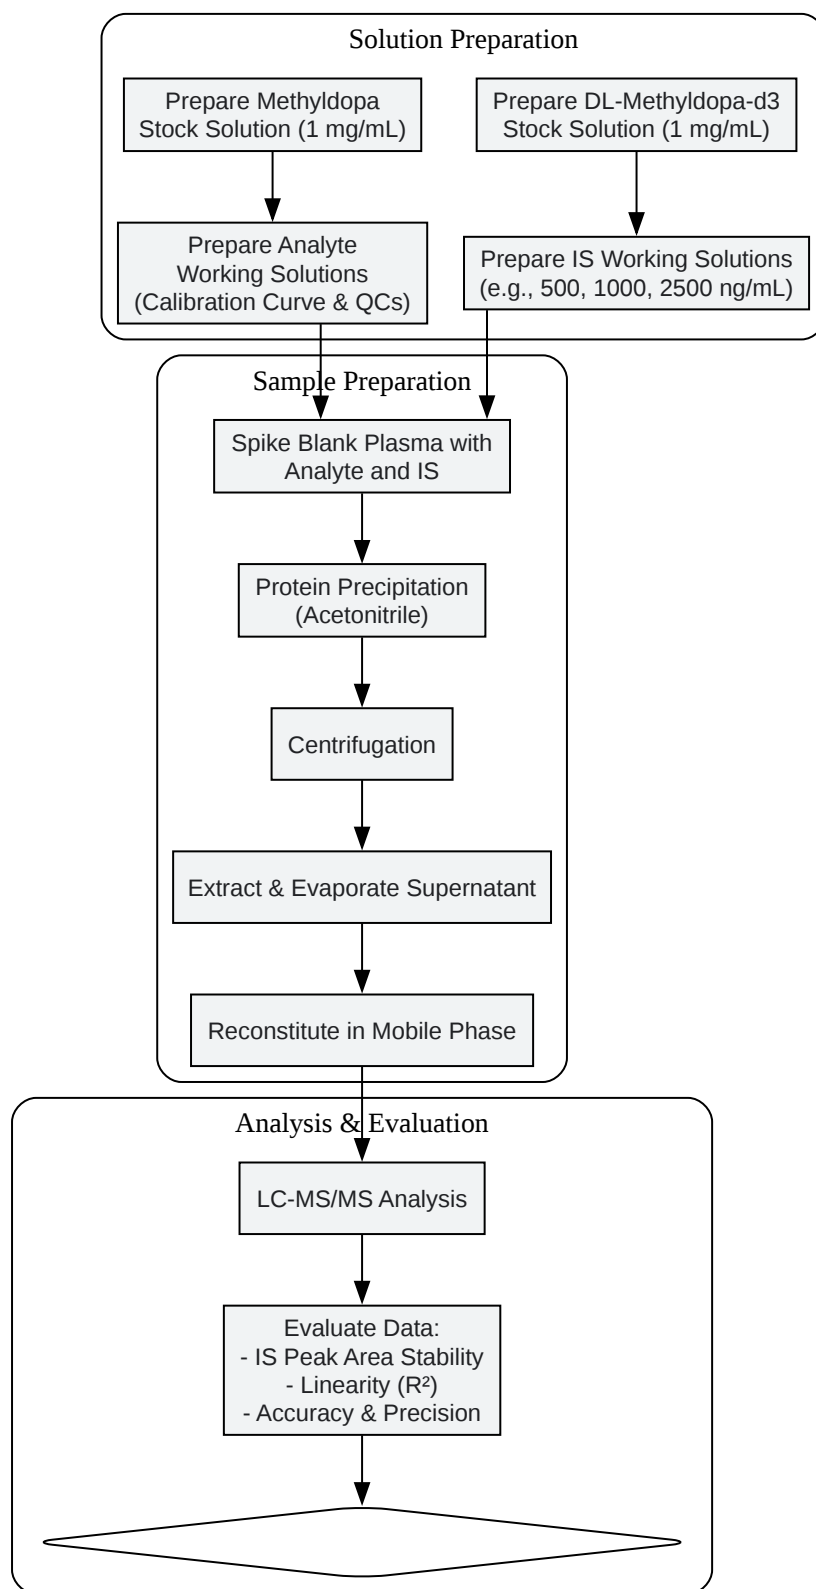 Solution Preparation
Prepare Methyldopa
Stock Solution (1 mg/mL)
Prepare DL-Methyldopa-d3
Stock Solution (1 mg/mL)
Prepare Analyte
Working Solutions
(Calibration Curve & QCs)
Prepare IS Working Solutions
(e.g., 500, 1000, 2500 ng/mL)
Sample Preparation
Spike Blank Plasma with
Analyte and IS
Protein Precipitation
(Acetonitrile)
Centrifugation
Extract & Evaporate Supernatant
Reconstitute in Mobile Phase
Analysis & Evaluation
LC-MS/MS Analysis
Evaluate Data:
- IS Peak Area Stability
- Linearity (R²)
- Accuracy & Precision